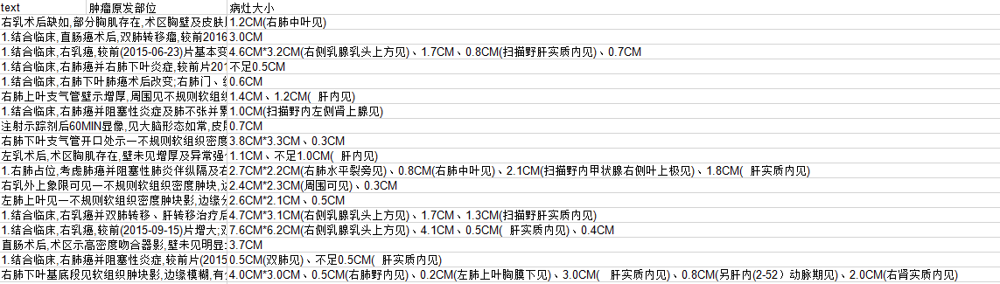 text 肿瘤原发部位 病灶大小
右乳术后缺如,部分胸肌存在,术区胸壁及皮肤 1.2CM(右肺中叶见)
1.结合临床,直肠癌术后,双肺转移瘤,较前2016 3.0CM
1.结合临床,右乳癌,较前(2015-06-23)片基本变 4.6CM*3.2CM(右侧乳腺乳头上方见)、1.7CM、0.8CM(扫描野肝实质内见)、0.7CM
1.结合临床,右肺癌并右肺下叶炎症,较前片201 不足0.5CM
1.结合临床,右肺下叶肺癌术后改变;右肺门、 0.6CM
右肺上叶支气管壁示增厚,周围见不规则软组织 1.4CM、1.2CM( 肝内见)
1.结合临床,右肺癌并阻塞性炎症及肺不张并累 1.0CM(扫描野内左侧肾上腺见)
注射示踪剂后60MIN显像,见大脑形态如常,皮 0.7CM
右肺下叶支气管开口处示一不规则软组织密度 3.8CM*3.3CM、0.3CM
左乳术后,术区胸肌存在,壁未见增厚及异常强 1.1CM、不足1.0CM( 肝内见)
1.右肺占位,考虑肺癌并阻塞性肺炎伴纵隔及右 2.7CM*2.2CM(右肺水平裂旁见)、0.8CM(右肺中叶见)、2.1CM(扫描野内甲状腺右侧叶上极见)、1.8CM( 肝实质内见)
右乳外上象限可见一不规则软组织密度肿块, 2.4CM*2.3CM(周围可见)、0.3CM
左肺上叶见一不规则软组织密度肿块影,边缘 2.6CM*2.1CM、0.5CM
1.结合临床,右乳癌并双肺转移、肝转移治疗后 4.7CM*3.1CM(右侧乳腺乳头上方见)、1.7CM、1.3CM(扫描野肝实质内见)
1.结合临床,右乳癌,较前(2015-09-15)片增大; 7.6CM*6.2CM(右侧乳腺乳头上方见)、4.1CM、0.5CM( 肝实质内见)、0.4CM
直肠术后,术区示高密度吻合器影,壁未见明显 3.7CM
1.结合临床,右肺癌并阻塞性炎症,较前片(2015 0.5CM(双肺见)、不足0.5CM( 肝实质内见)
右肺下叶基底段见软组织肿块影,边缘模糊,有 4.0CM*3.0CM、0.5CM(右肺野内见)、0.2CM(左肺上叶胸膜下见)、3.0CM( 肝实质内见)、0.8CM(另肝内(2-52）动脉期见)、2.0CM(右肾实质内见)